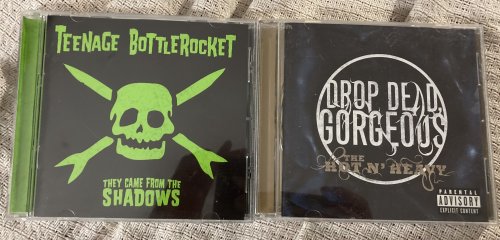 TEENAGE BOTTLEROCKET
THEY CAME FROM THE
SHADOWS
DROP DEAD,
GORGEOUS
THE
HOT N' HEAVY
PARENTAL
ADVISORY
EXPLICIT CONTENT